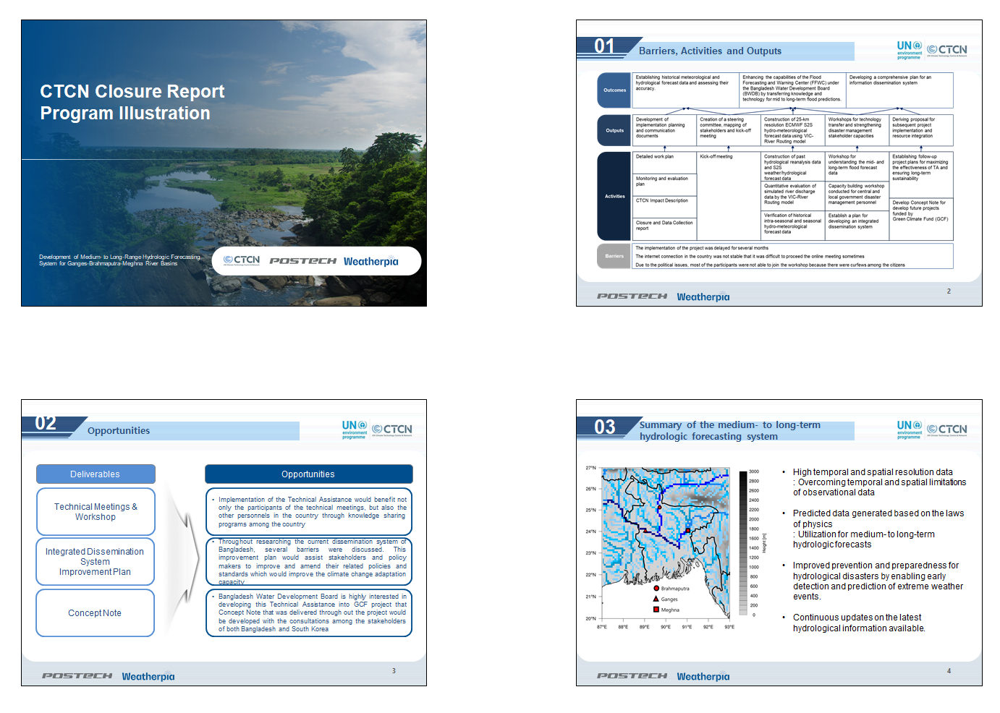 CTCN Closure Report
Program Illustration
Development of Medium- to Long-Range Hydrologic Forecasting
System for Ganges-Brahmaputra-Meghna River Basins
CTCN
POSTECH
Weatherpia
01
Barriers, Activities and Outputs
UN
environment
programme
CTCN
Outcomes
Establishing historical meteorological and
hydrological forecast data and assessing their
accuracy.
Enhancing the capabilities of the Flood
Forecasting and Warning Center (FFWC) under
the Bangladesh Water Development Board
(BWDB) by transferring knowledge and
technology for mid to long-term flood predictions.
Developing a comprehensive plan for an
information dissemination system
Outputs
Development of
implementation planning
and communication
documents
Creation of a steering
committee, mapping of
stakeholders and kick-off
meeting
Construction of 25-km
resolution ECMWF S2S
hydro-meteorological
forecast data using VIC-
River Routing model
Workshops for technology
transfer and strengthening
disaster management
stakeholder capacities
Deriving proposal for
subsequent project
implementation and
resource integration
Activities
Detailed work plan
Monitoring and evaluation
plan
CTCN Impact Description
Closure and Data Collection
report
Kick-off meeting
Construction of past
hydrological reanalysis data
and S2S
weather/hydrological
forecast data
Quantitative evaluation of
simulated river discharge
data by the VIC-River
Routing model
Verification of historical
intra-seasonal and seasonal
hydro-meteorological
forecast data
Workshop for
understanding the mid- and
long-term flood forecast
data
Capacity building workshop
conducted for central and
local government disaster
management personnel
Establish a plan for
developing an integrated
dissemination system
Establishing follow-up
project plans for maximizing
the effectiveness of TA and
ensuring long-term
sustainability
Develop Concept Note for
develop future projects
funded by
Green Climate Fund (GCF)
Barriers
The implementation of the project was delayed for several months
The internet connection in the country was not stable that it was difficult to proceed the online meeting sometimes
Due to the political issues, most of the participants were not able to join the workshop because there were curfews among the citizens
POSTECH
Weatherpia
2
02
Opportunities
UN
environment
programme
CTCN
Deliverables
Opportunities
Technical Meetings &
Workshop
• Implementation of the Technical Assistance would benefit not
only the participants of the technical meetings, but also the
other personnels in the country through knowledge sharing
programs among the country
Integrated Dissemination
System
Improvement Plan
• Throughout researching the current dissemination system of
Bangladesh, several barriers were discussed. This
improvement plan would assist stakeholders and policy
makers to improve and amend their related policies and
standards which would improve the climate change adaptation
capacity
Concept Note
• Bangladesh Water Development Board is highly interested in
developing this Technical Assistance into GCF project that
Concept Note that was delivered through out the project would
be developed with the consultations among the stakeholders
of both Bangladesh and South Korea
POSTECH
Weatherpia
3
03
Summary of the medium- to long-term
hydrologic forecasting system
UN
environment
programme
CTCN
27°N
26°N
25°N
24°N
23°N
22°N
21°N
20°N
87°E
88°E
89°E
90°E
91°E
92°E
93°E
Brahmaputra
Ganges
Meghna
3000
2800
2600
2400
2200
2000
1800
1600
1400
1200
1000
800
600
400
200
0
Height [m]
• High temporal and spatial resolution data
: Overcoming temporal and spatial limitations
of observational data
• Predicted data generated based on the laws
of physics
: Utilization for medium- to long-term
hydrologic forecasts
• Improved prevention and preparedness for
hydrological disasters by enabling early
detection and prediction of extreme weather
events.
• Continuous updates on the latest
hydrological information available.
POSTECH
Weatherpia
4